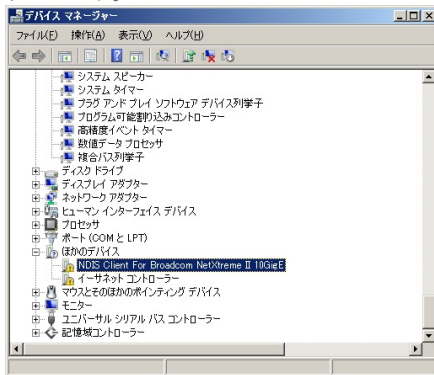 デバイス マネージャー
ファイル(F) 操作(A) 表示(V) ヘルプ(H)
システム スピーカー
システム タイマー
プラグ アンド プレイ ソフトウェア デバイス列挙子
プログラム可能割り込みコントローラー
高精度イベント タイマー
数値データ プロセッサ
複合バス列挙子
ディスク ドライブ
ディスプレイ アダプター
ネットワーク アダプター
ヒューマン インターフェイス デバイス
プロセッサ
ポート (COM と LPT)
ほかのデバイス
NDIS Client For Broadcom NetXtreme II 10GigE
イーサネット コントローラー
マウスとそのほかのポインティング デバイス
モニター
ユニバーサル シリアル バス コントローラー
記憶域コントローラー